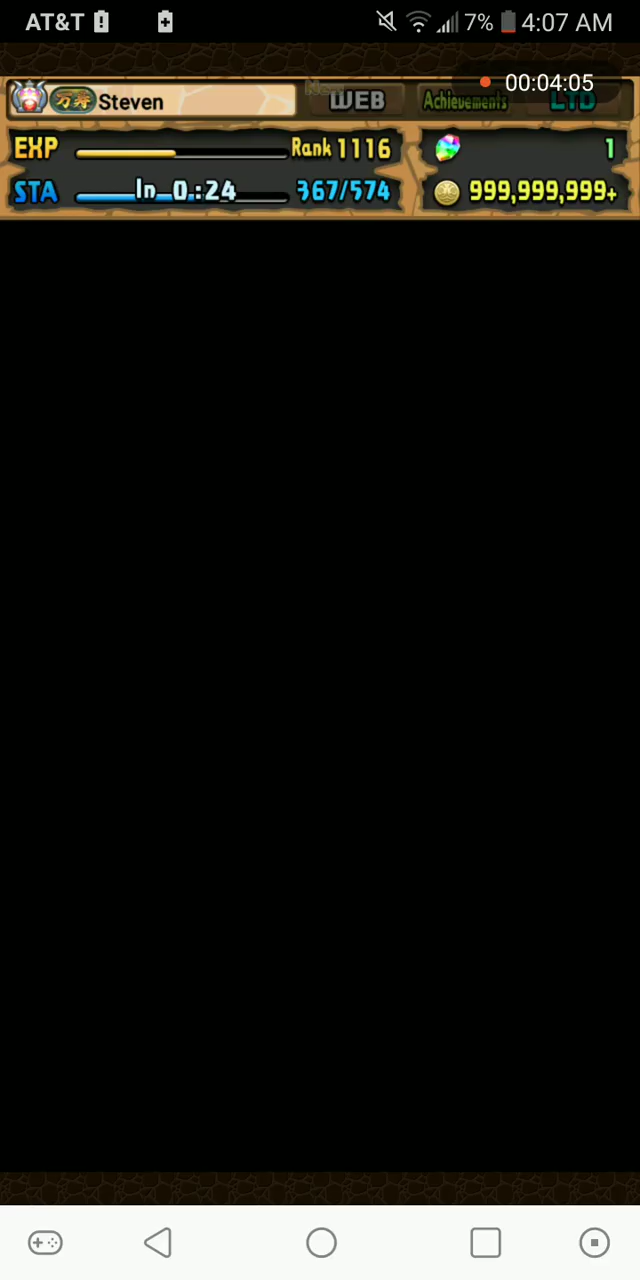 AT&T 7% 4:07 AM
00:04:05
万寿 Steven WEB Achievements LTD
EXP Rank 1116 1
STA In 0:24 367/574 999,999,999+